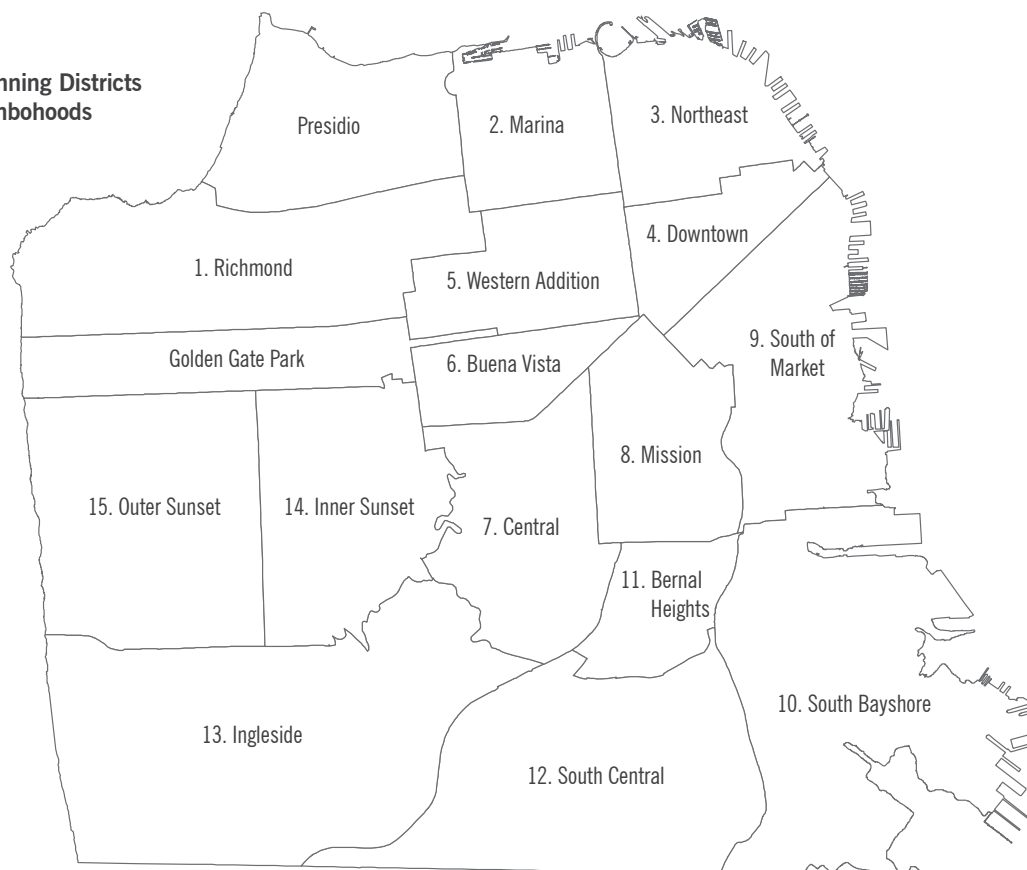 nning Districts
nbohoods
Presidio
2. Marina
3. Northeast
4. Downtown
1. Richmond
5. Western Addition
9. South of
Market
Golden Gate Park
6. Buena Vista
8. Mission
15. Outer Sunset
14. Inner Sunset
7. Central
11. Bernal
Heights
10. South Bayshore
13. Ingleside
12. South Central